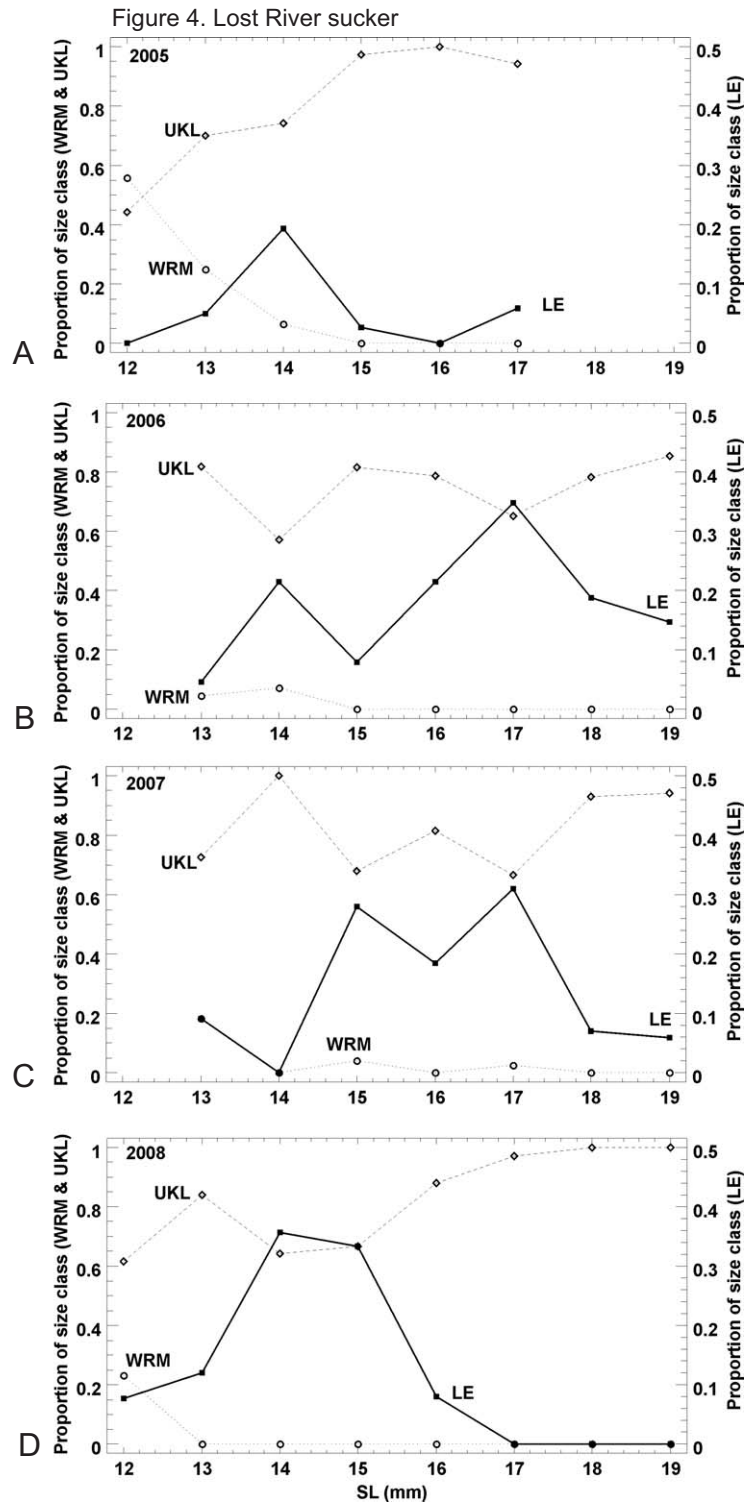 Figure 4. Lost River sucker
2005
Proportion of size class (WRM & UKL)
1
0.8
0.6
0.4
0.2
0
UKL
WRM
LE
0.5
0.4
0.3
0.2
0.1
0
Proportion of size class (LE)
A
12 13 14 15 16 17 18 19
2006
Proportion of size class (WRM & UKL)
1
0.8
0.6
0.4
0.2
0
UKL
LE
WRM
0.5
0.4
0.3
0.2
0.1
0
Proportion of size class (LE)
B
12 13 14 15 16 17 18 19
2007
Proportion of size class (WRM & UKL)
1
0.8
0.6
0.4
0.2
0
UKL
WRM
LE
0.5
0.4
0.3
0.2
0.1
0
Proportion of size class (LE)
C
12 13 14 15 16 17 18 19
2008
Proportion of size class (WRM & UKL)
1
0.8
0.6
0.4
0.2
0
UKL
WRM
LE
0.5
0.4
0.3
0.2
0.1
0
Proportion of size class (LE)
D
12 13 14 15 16 17 18 19
SL (mm)